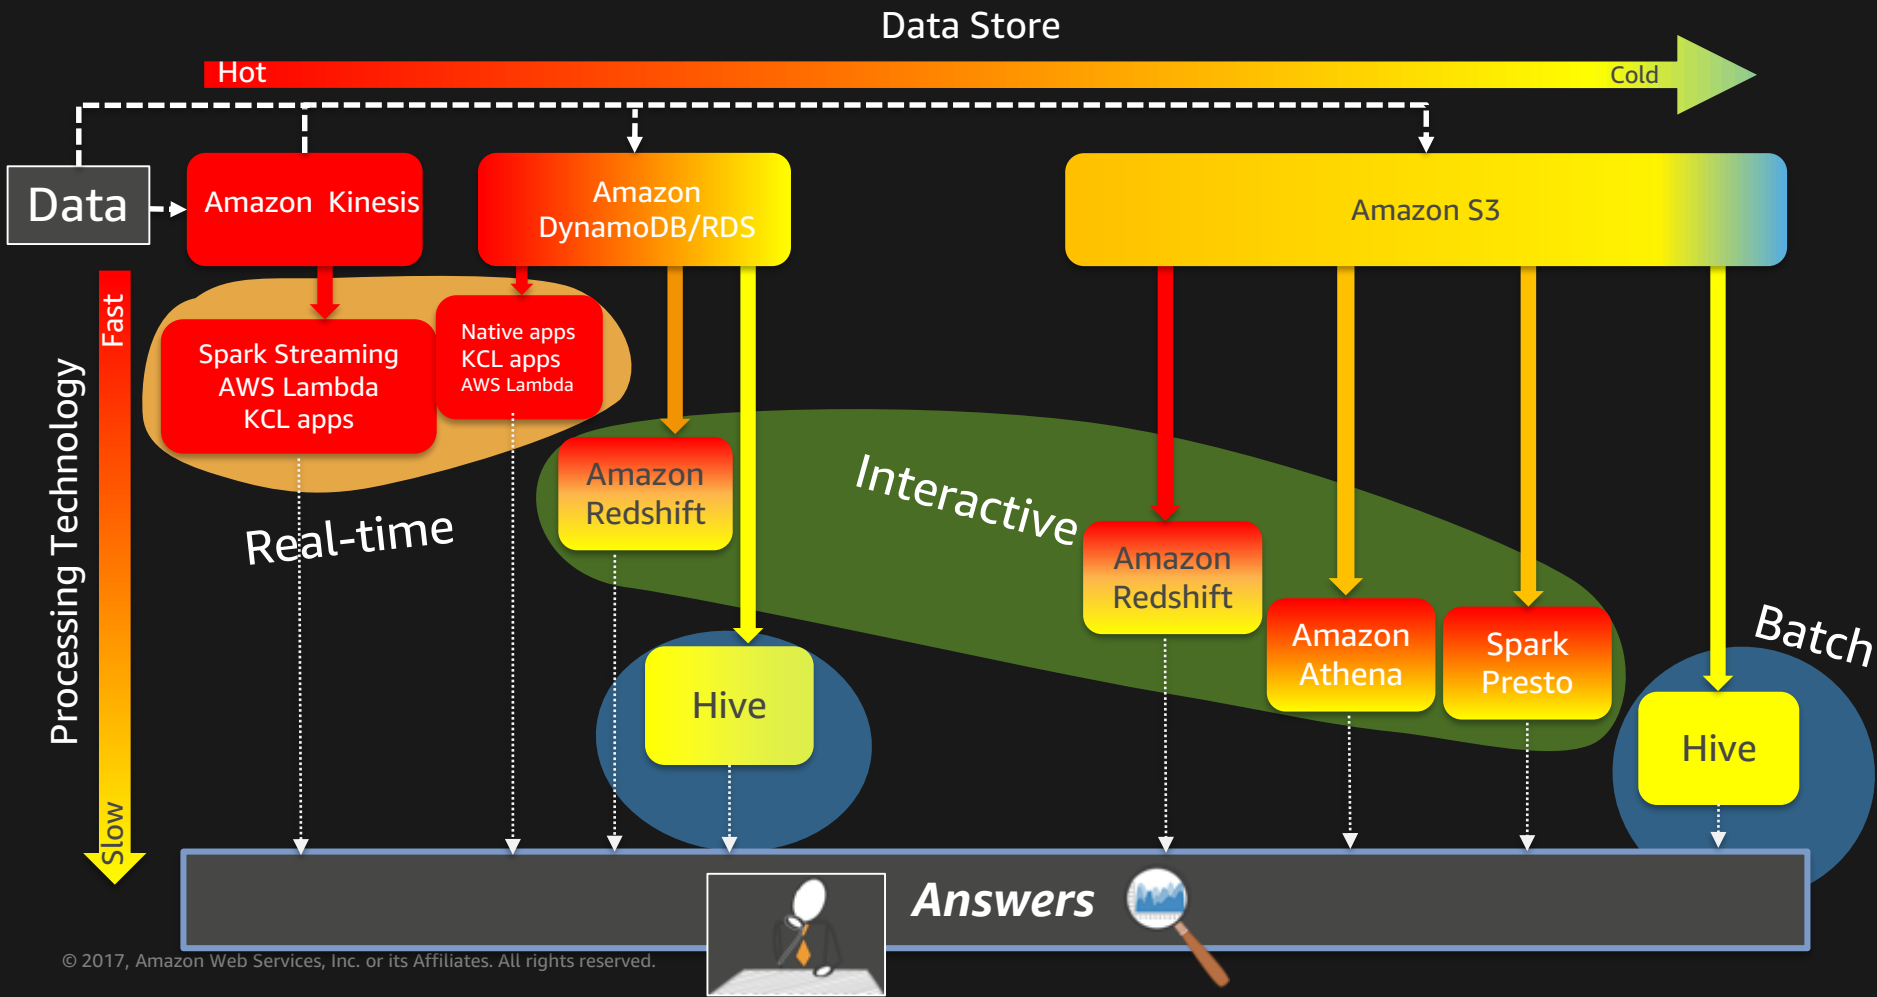 Data Store
Hot
Cold
Data
Amazon Kinesis
Amazon
DynamoDB/RDS
Amazon S3
Fast
Slow
Processing Technology
Spark Streaming
AWS Lambda
KCL apps
Native apps
KCL apps
AWS Lambda
Real-time
Amazon
Redshift
Interactive
Amazon
Redshift
Amazon
Athena
Spark
Presto
Batch
Hive
Hive
Answers
© 2017, Amazon Web Services, Inc. or its Affiliates. All rights reserved.